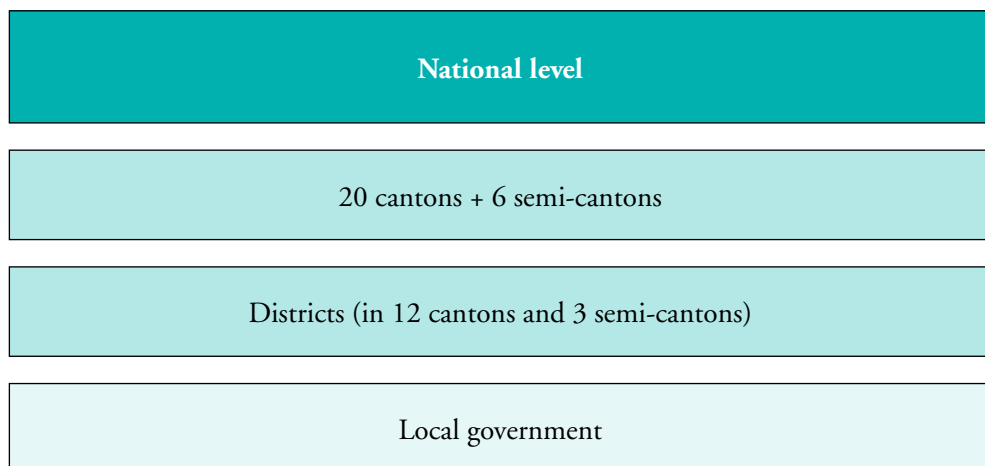 National level
20 cantons + 6 semi-cantons
Districts (in 12 cantons and 3 semi-cantons)
Local government